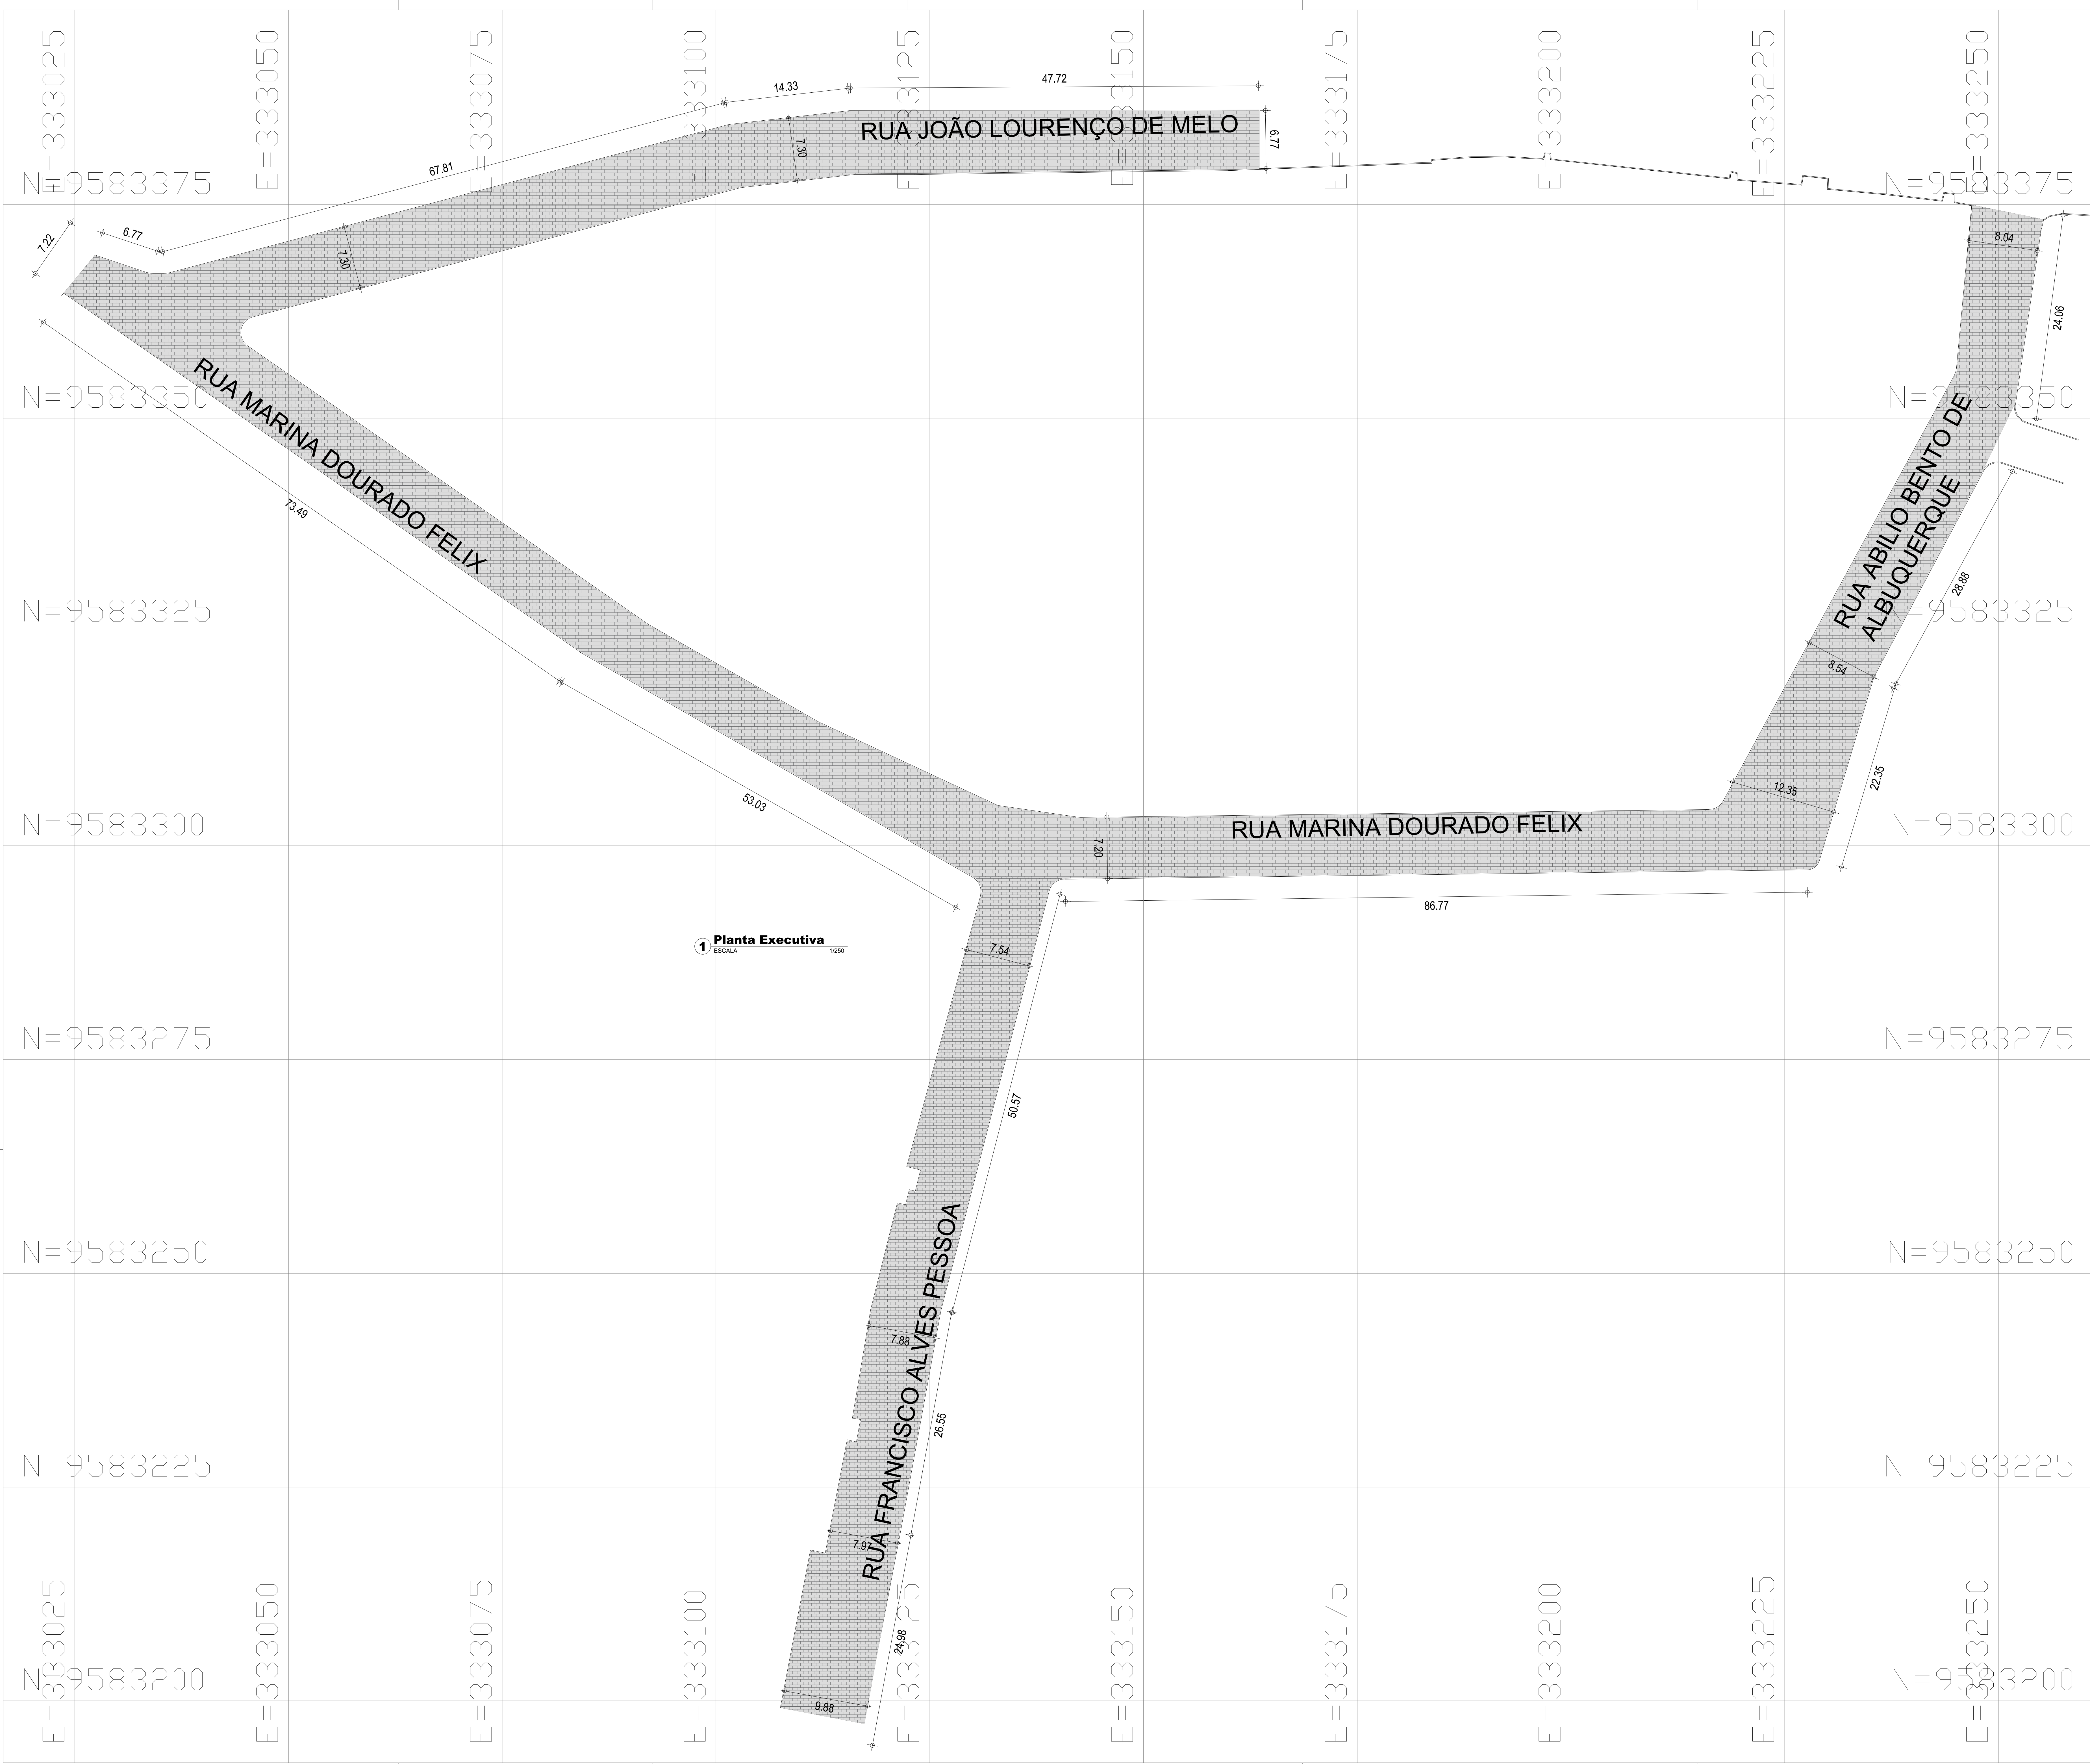 E=333025
E=333050
E=333075
E=333100
E=333125
E=333150
E=333175
E=333200
E=333225
E=333250
14.33
47.72
RUA JOÃO LOURENÇO DE MELO
6.77
7.30
67.81
N=9583375
N=9583375
7.22
6.77
7.30
8.04
24.06
N=9583350
N=9583350
RUA MARINA DOURADO FELIX
73.49
RUA ABILIO BENTO DE
ALBUQUERQUE
28.88
N=9583325
N=9583325
8.54
22.35
12.35
53.03
N=9583300
N=9583300
RUA MARINA DOURADO FELIX
7.20
86.77
1 Planta Executiva
ESCALA 1/250
7.54
N=9583275
N=9583275
50.57
N=9583250
N=9583250
RUA FRANCISCO ALVES PESSOA
7.88
26.55
N=9583225
N=9583225
7.97
24.98
N=9583200
N=9583200
9.88
E=333025
E=333050
E=333075
E=333100
E=333125
E=333150
E=333175
E=333200
E=333225
E=333250